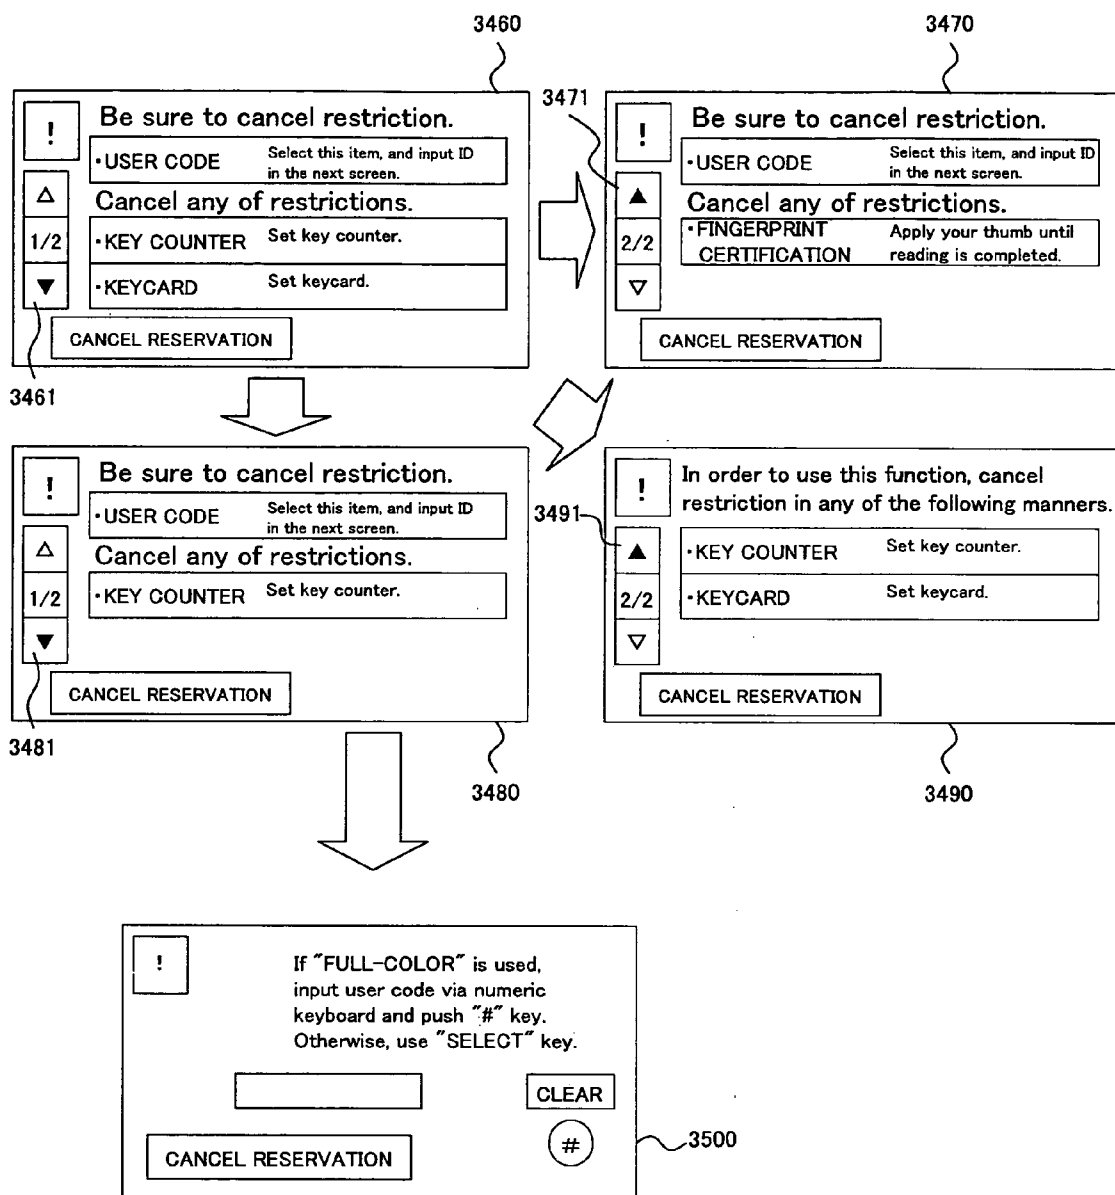 3460
Be sure to cancel restriction.
!
・USER CODE Select this item, and input ID
in the next screen.
△
Cancel any of restrictions.
1/2
・KEY COUNTER Set key counter.
▼
・KEYCARD Set keycard.
CANCEL RESERVATION
3461
3470
3471
Be sure to cancel restriction.
!
・USER CODE Select this item, and input ID
in the next screen.
▲
Cancel any of restrictions.
2/2
・FINGERPRINT Apply your thumb until
CERTIFICATION reading is completed.
▽
CANCEL RESERVATION
Be sure to cancel restriction.
!
・USER CODE Select this item, and input ID
in the next screen.
△
Cancel any of restrictions.
1/2
・KEY COUNTER Set key counter.
▼
CANCEL RESERVATION
3481
3480
In order to use this function, cancel
restriction in any of the following manners.
!
3491
▲
・KEY COUNTER Set key counter.
2/2
・KEYCARD Set keycard.
▽
CANCEL RESERVATION
3490
!
If "FULL-COLOR" is used,
input user code via numeric
keyboard and push "#" key.
Otherwise, use "SELECT" key.
CLEAR
#
3500
CANCEL RESERVATION